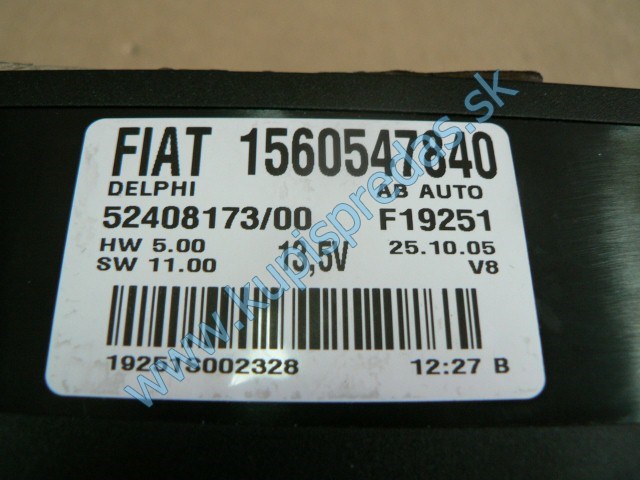 FIAT 1560547840
DELPHI AB AUTO
52408173/00 F19251
HW 5.00 13,5V 25.10.05
SW 11.00 V8
19251S002328 12:27 B
www.kupispredas.sk